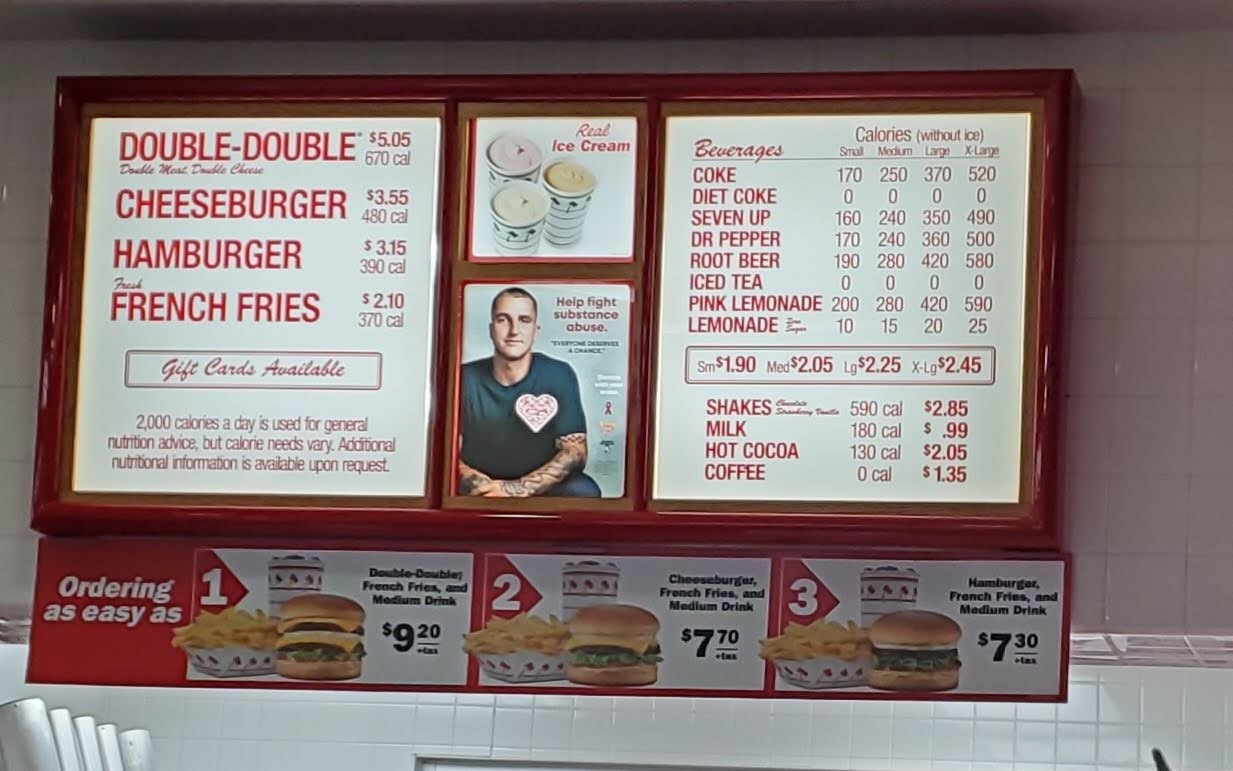 DOUBLE-DOUBLE® $5.05
Double Meat, Double Cheese 670 cal
CHEESEBURGER $3.55
480 cal
HAMBURGER $3.15
390 cal
Fresh
FRENCH FRIES $2.10
370 cal
Gift Cards Available
2,000 calories a day is used for general
nutrition advice, but calorie needs vary. Additional
nutritional information is available upon request.
Real
Ice Cream
Help fight
substance
abuse.
"EVERYONE DESERVES
A CHANCE."
Calories (without ice)
Beverages Small Medium Large X-Large
COKE 170 250 370 520
DIET COKE 0 0 0 0
SEVEN UP 160 240 350 490
DR PEPPER 170 240 360 500
ROOT BEER 190 280 420 580
ICED TEA 0 0 0 0
PINK LEMONADE 200 280 420 590
LEMONADE Zero Sugar 10 15 20 25
Sm $1.90 Med $2.05 Lg $2.25 X-Lg $2.45
SHAKES Chocolate Strawberry Vanilla 590 cal $2.85
MILK 180 cal $ .99
HOT COCOA 130 cal $2.05
COFFEE 0 cal $1.35
Ordering
as easy as
1
Double-Double,
French Fries, and
Medium Drink
$9.20
+tax
2
Cheeseburger,
French Fries, and
Medium Drink
$7.70
+tax
3
Hamburger,
French Fries, and
Medium Drink
$7.30
+tax